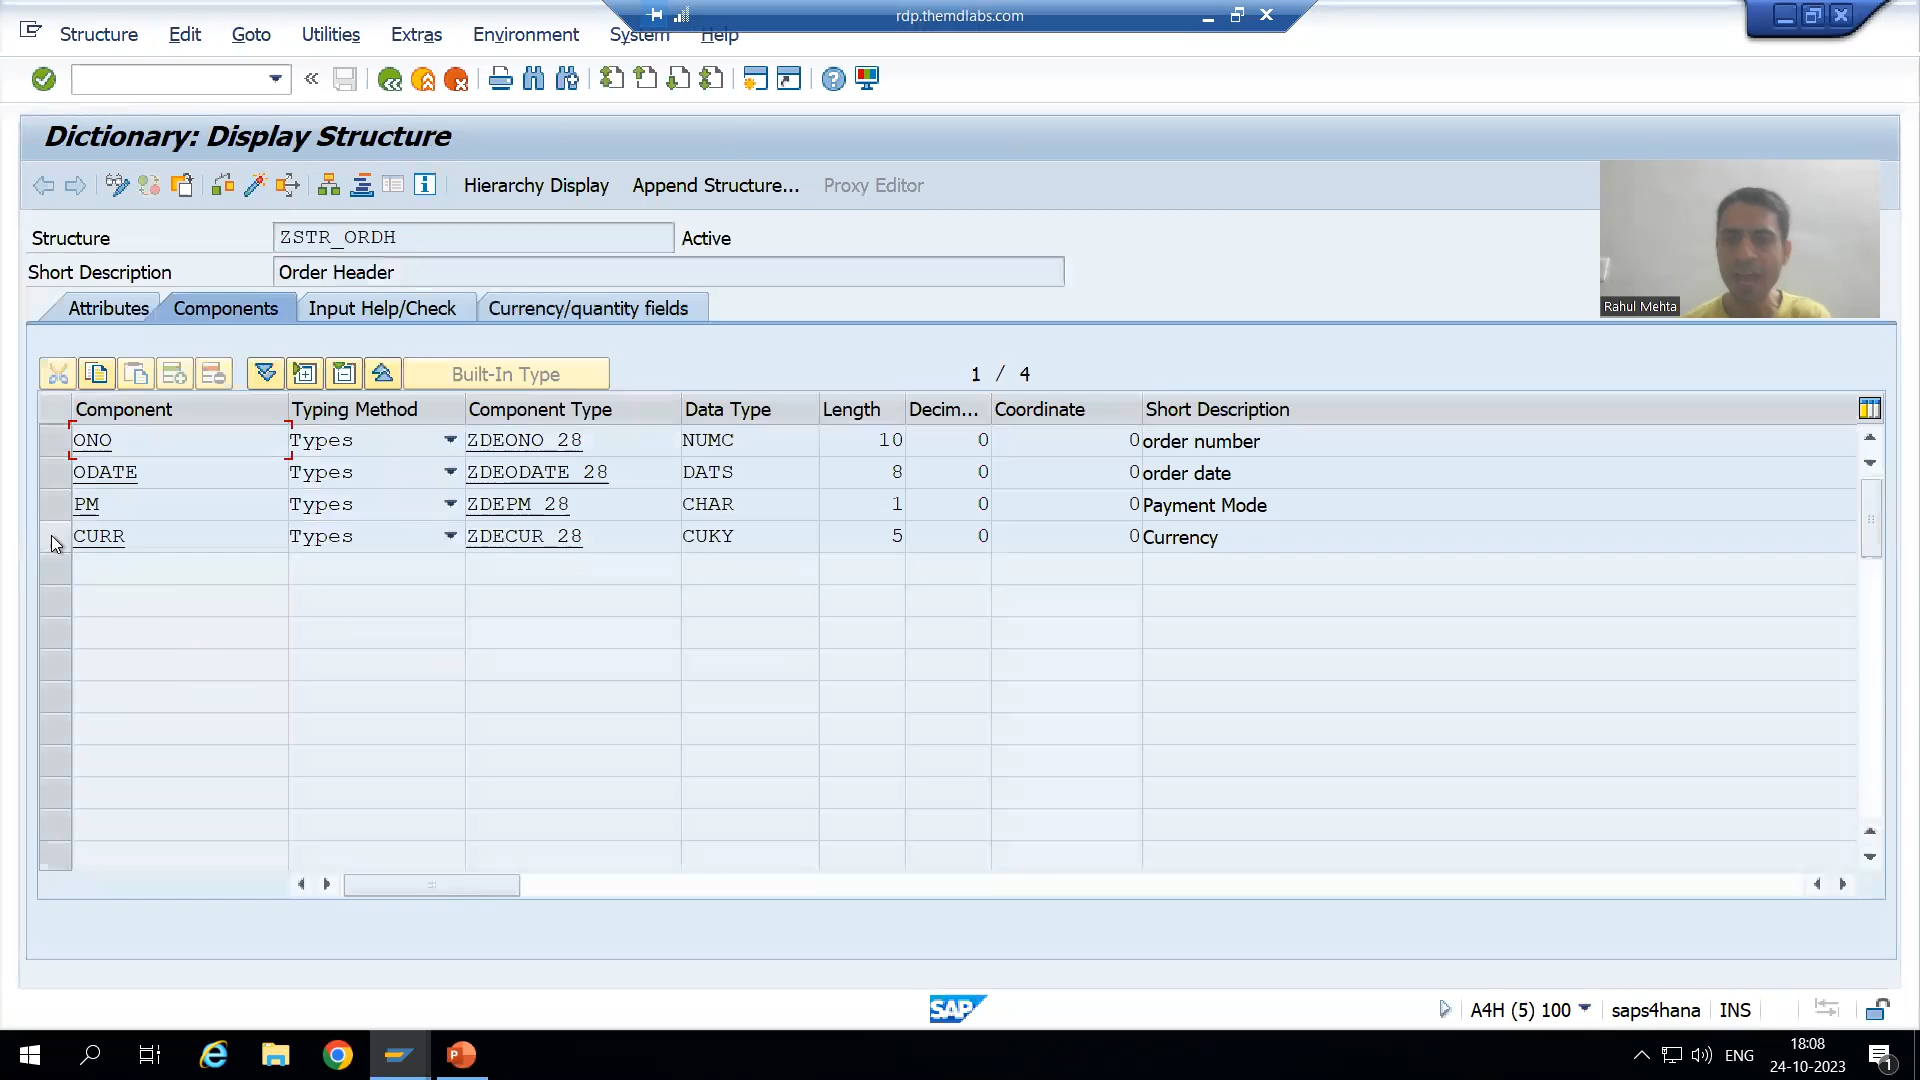 rdp.themdlabs.com
Structure Edit Goto Utilities Extras Environment System Help
Dictionary: Display Structure
Hierarchy Display Append Structure... Proxy Editor
Structure ZSTR_ORDH Active
Short Description Order Header
Rahul Mehta
Attributes Components Input Help/Check Currency/quantity fields
Built-In Type 1 / 4
Component Typing Method Component Type Data Type Length Decim... Coordinate Short Description
ONO Types ZDEONO_28 NUMC 10 0 0 order number
ODATE Types ZDEODATE_28 DATS 8 0 0 order date
PM Types ZDEPM_28 CHAR 1 0 0 Payment Mode
CURR Types ZDECUR_28 CUKY 5 0 0 Currency
SAP A4H (5) 100 saps4hana INS
ENG 18:08
24-10-2023 1